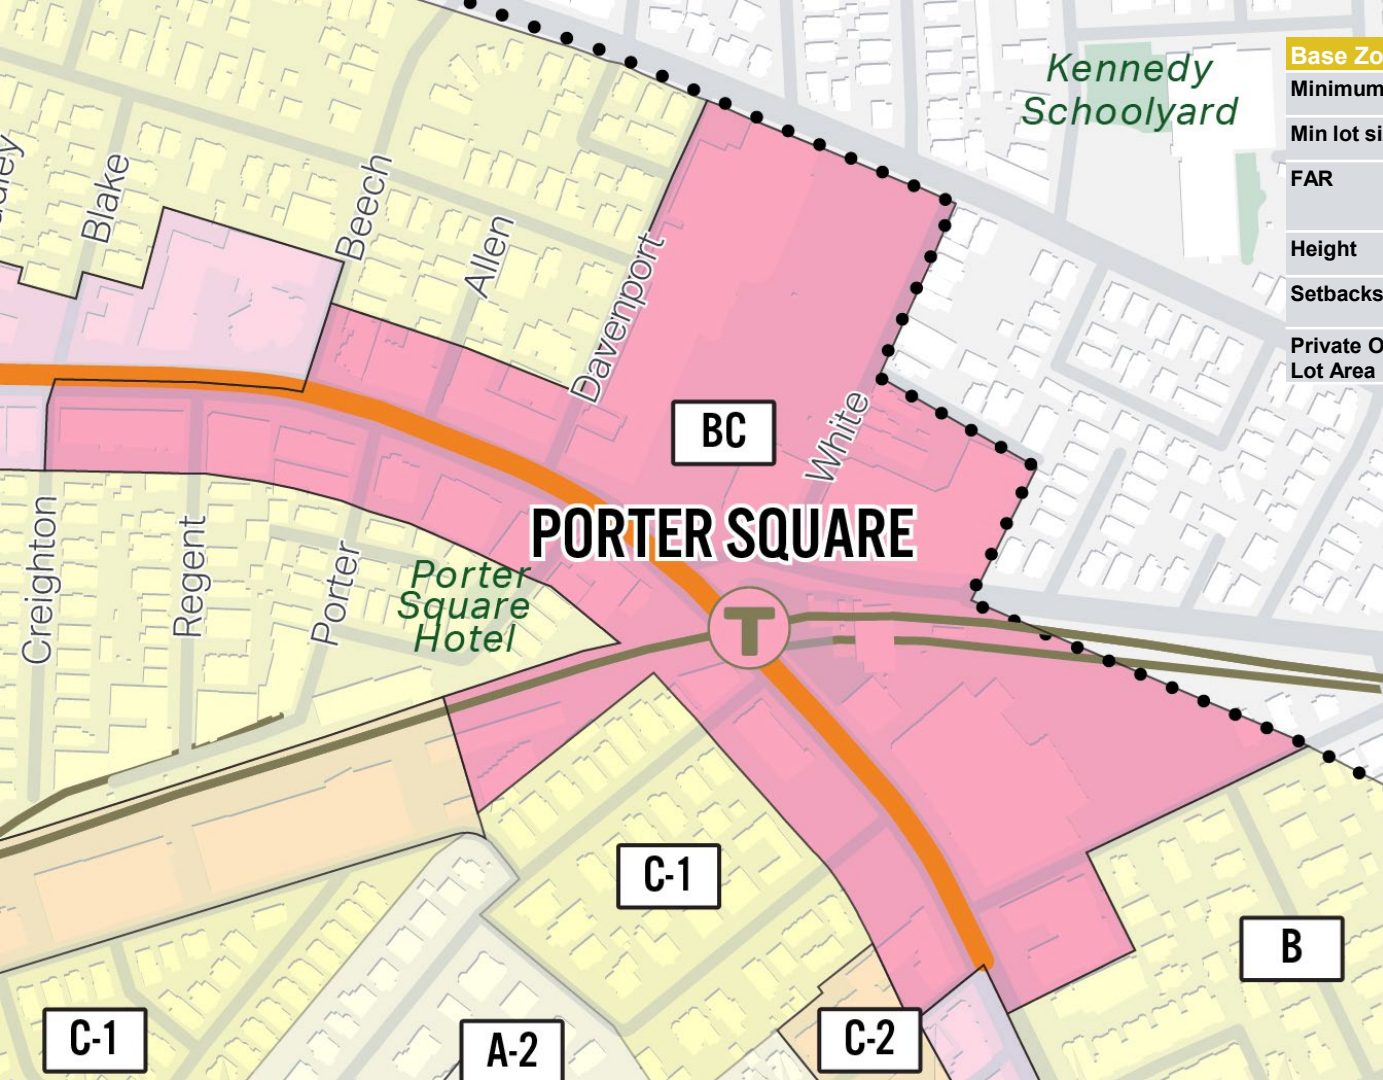 Kennedy
Schoolyard
Base Zo
Minimum
Min lot si
FAR
Height
Setbacks
Private O
Lot Area
Blake
Beech
Allen
Davenport
White
BC
PORTER SQUARE
T
Porter
Square
Hotel
Creighton
Regent
Porter
C-1
B
C-1
A-2
C-2